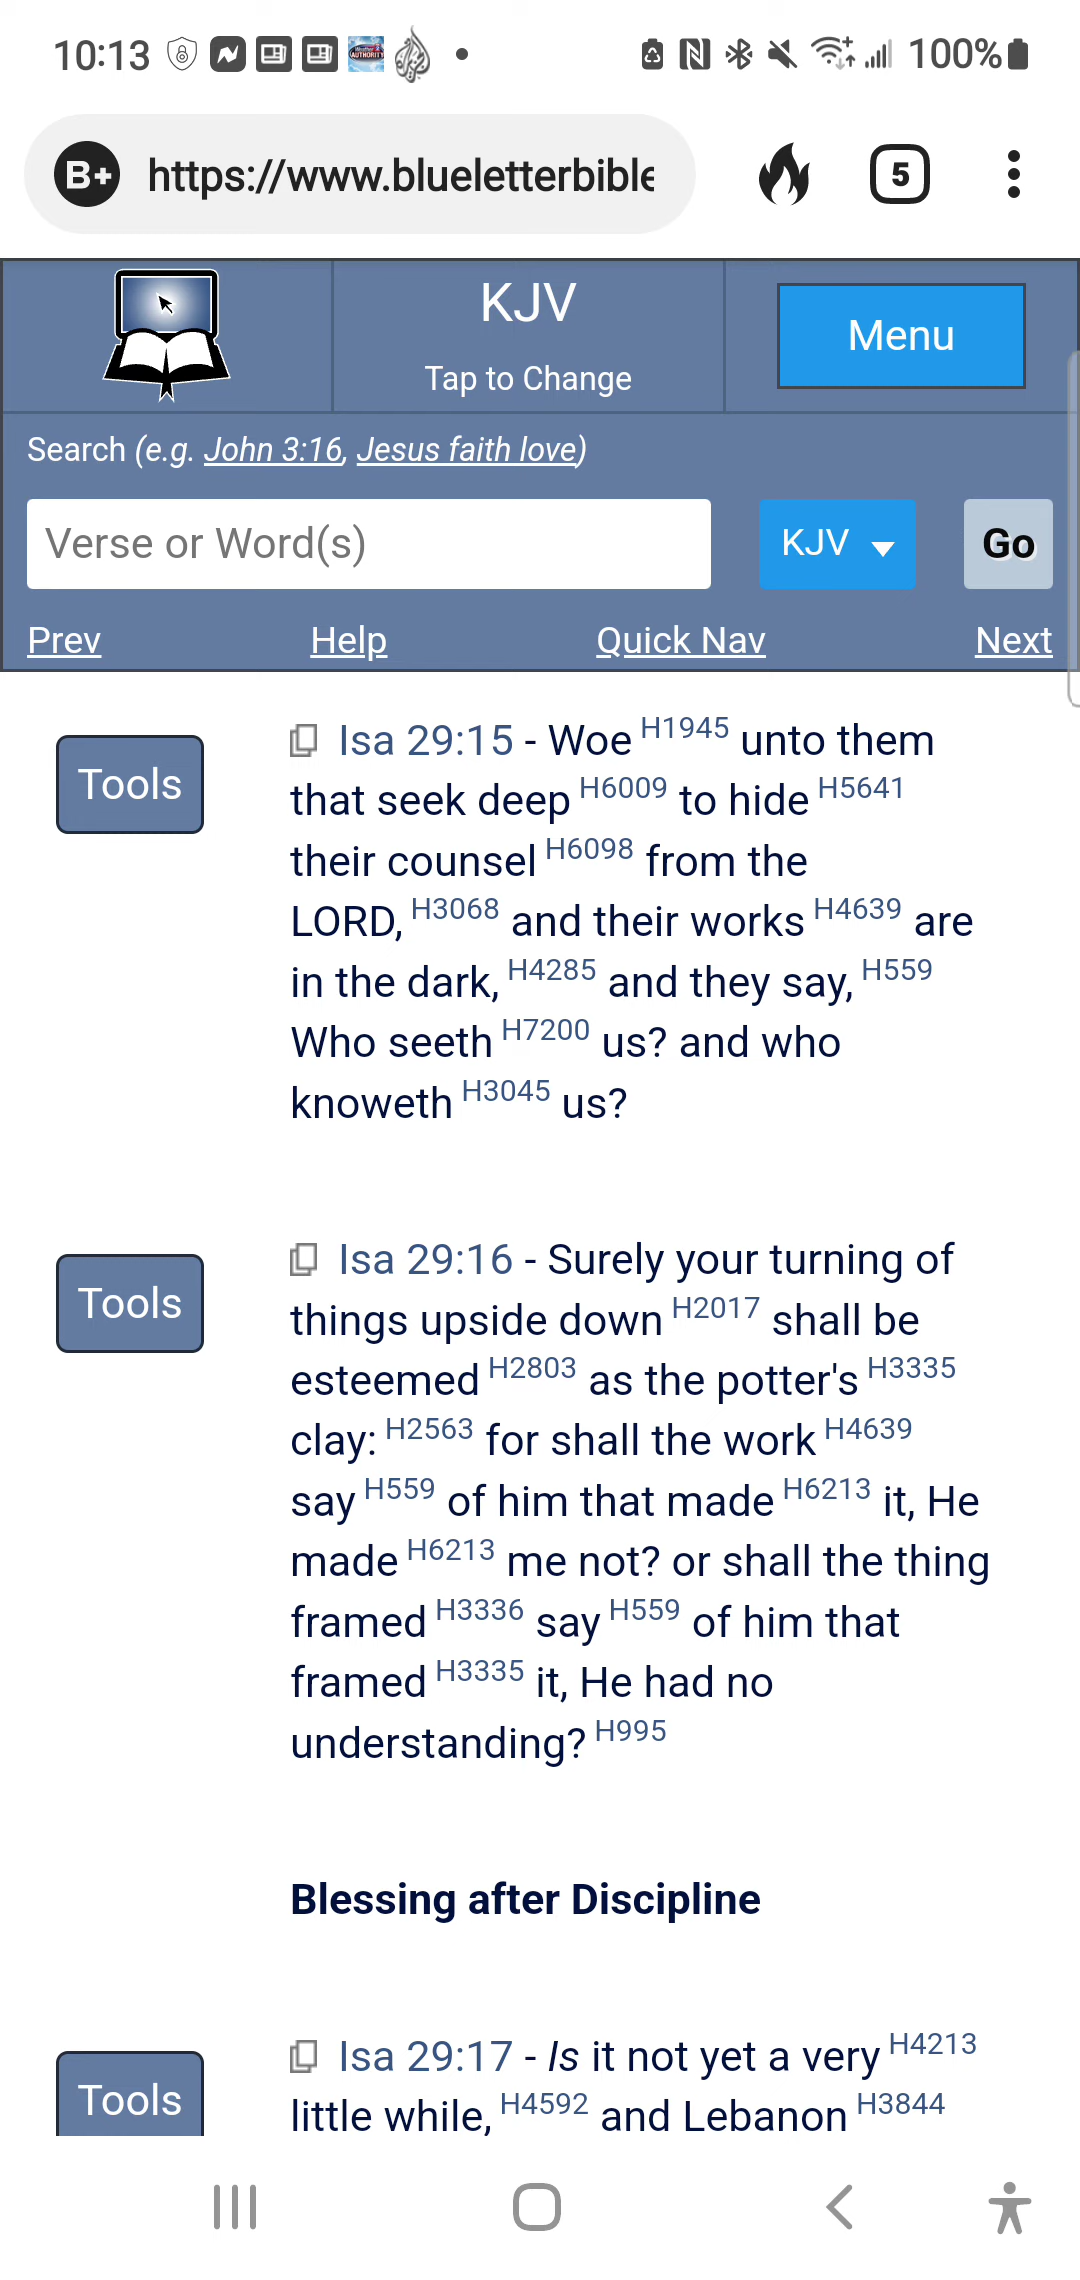 10:13
100%
B+ https://www.blueletterbible
5
KJV
Tap to Change
Menu
Search (e.g. John 3:16, Jesus faith love)
Verse or Word(s)
KJV
Go
Prev Help Quick Nav Next
Tools
Isa 29:15 - Woe H1945 unto them
that seek deep H6009 to hide H5641
their counsel H6098 from the
LORD, H3068 and their works H4639 are
in the dark, H4285 and they say, H559
Who seeth H7200 us? and who
knoweth H3045 us?
Tools
Isa 29:16 - Surely your turning of
things upside down H2017 shall be
esteemed H2803 as the potter's H3335
clay: H2563 for shall the work H4639
say H559 of him that made H6213 it, He
made H6213 me not? or shall the thing
framed H3336 say H559 of him that
framed H3335 it, He had no
understanding? H995
Blessing after Discipline
Tools
Isa 29:17 - Is it not yet a very H4213
little while, H4592 and Lebanon H3844